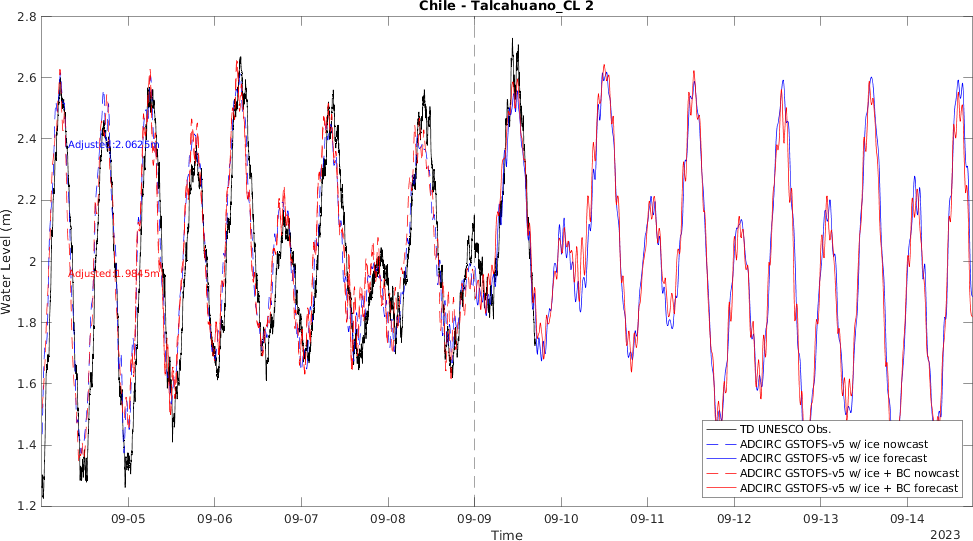 Chile - Talcahuano_CL 2
Water Level (m)
2.8
2.6
2.4
2.2
2
1.8
1.6
1.4
1.2
Adjusted:2.0625m
Adjusted:1.9845m
TD UNESCO Obs.
ADCIRC GSTOFS-v5 w/ ice nowcast
ADCIRC GSTOFS-v5 w/ ice forecast
ADCIRC GSTOFS-v5 w/ ice + BC nowcast
ADCIRC GSTOFS-v5 w/ ice + BC forecast
09-05 09-06 09-07 09-08 09-09 09-10 09-11 09-12 09-13 09-14
Time
2023